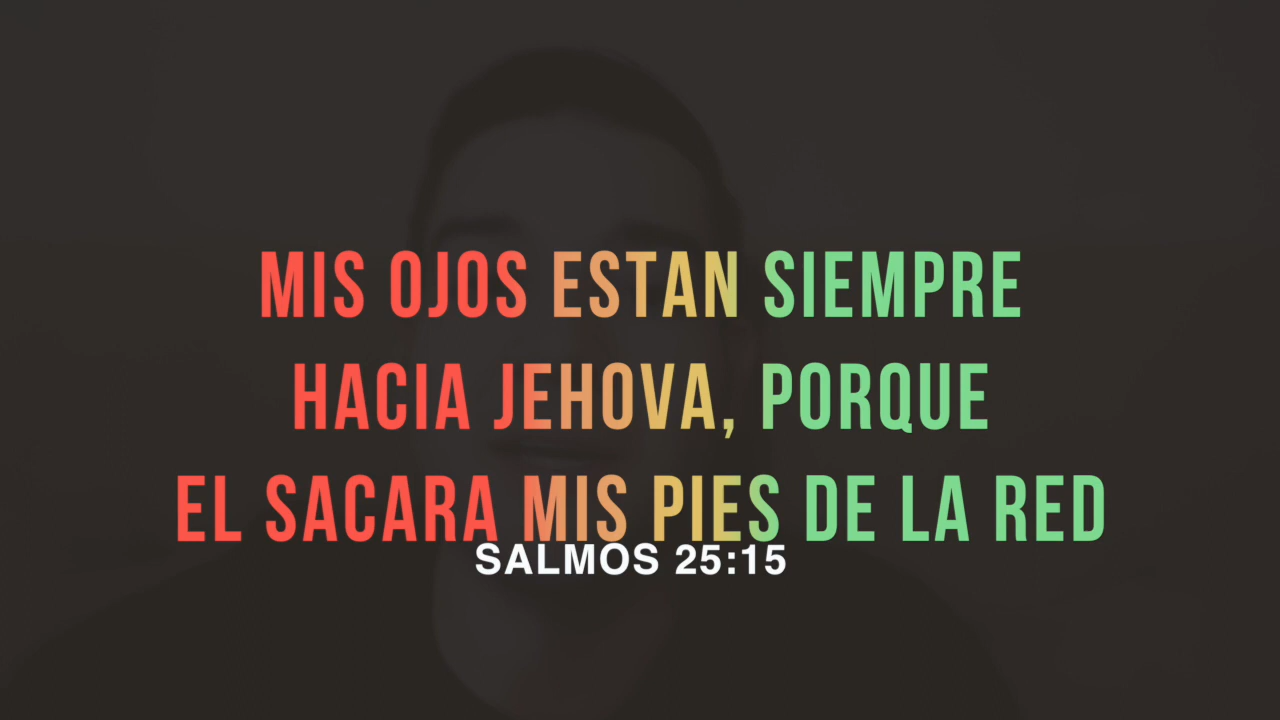 MIS OJOS ESTAN SIEMPRE
HACIA JEHOVA, PORQUE
EL SACARA MIS PIES DE LA RED
SALMOS 25:15